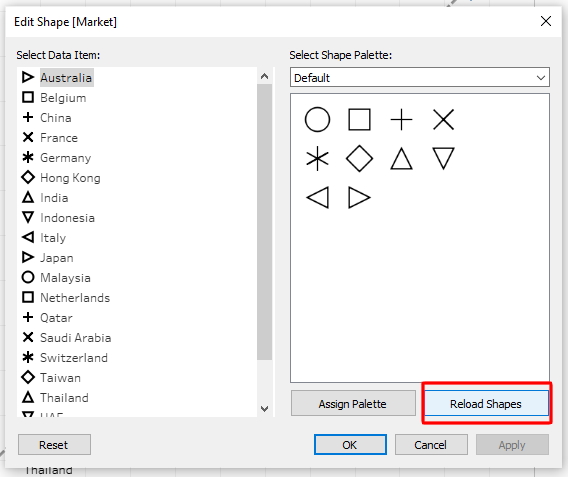 Edit Shape [Market]
Select Data Item:
Australia
Belgium
China
France
Germany
Hong Kong
India
Indonesia
Italy
Japan
Malaysia
Netherlands
Qatar
Saudi Arabia
Switzerland
Taiwan
Thailand
UAE
Select Shape Palette:
Default
Assign Palette
Reload Shapes
Reset
OK
Cancel
Apply
Thailand